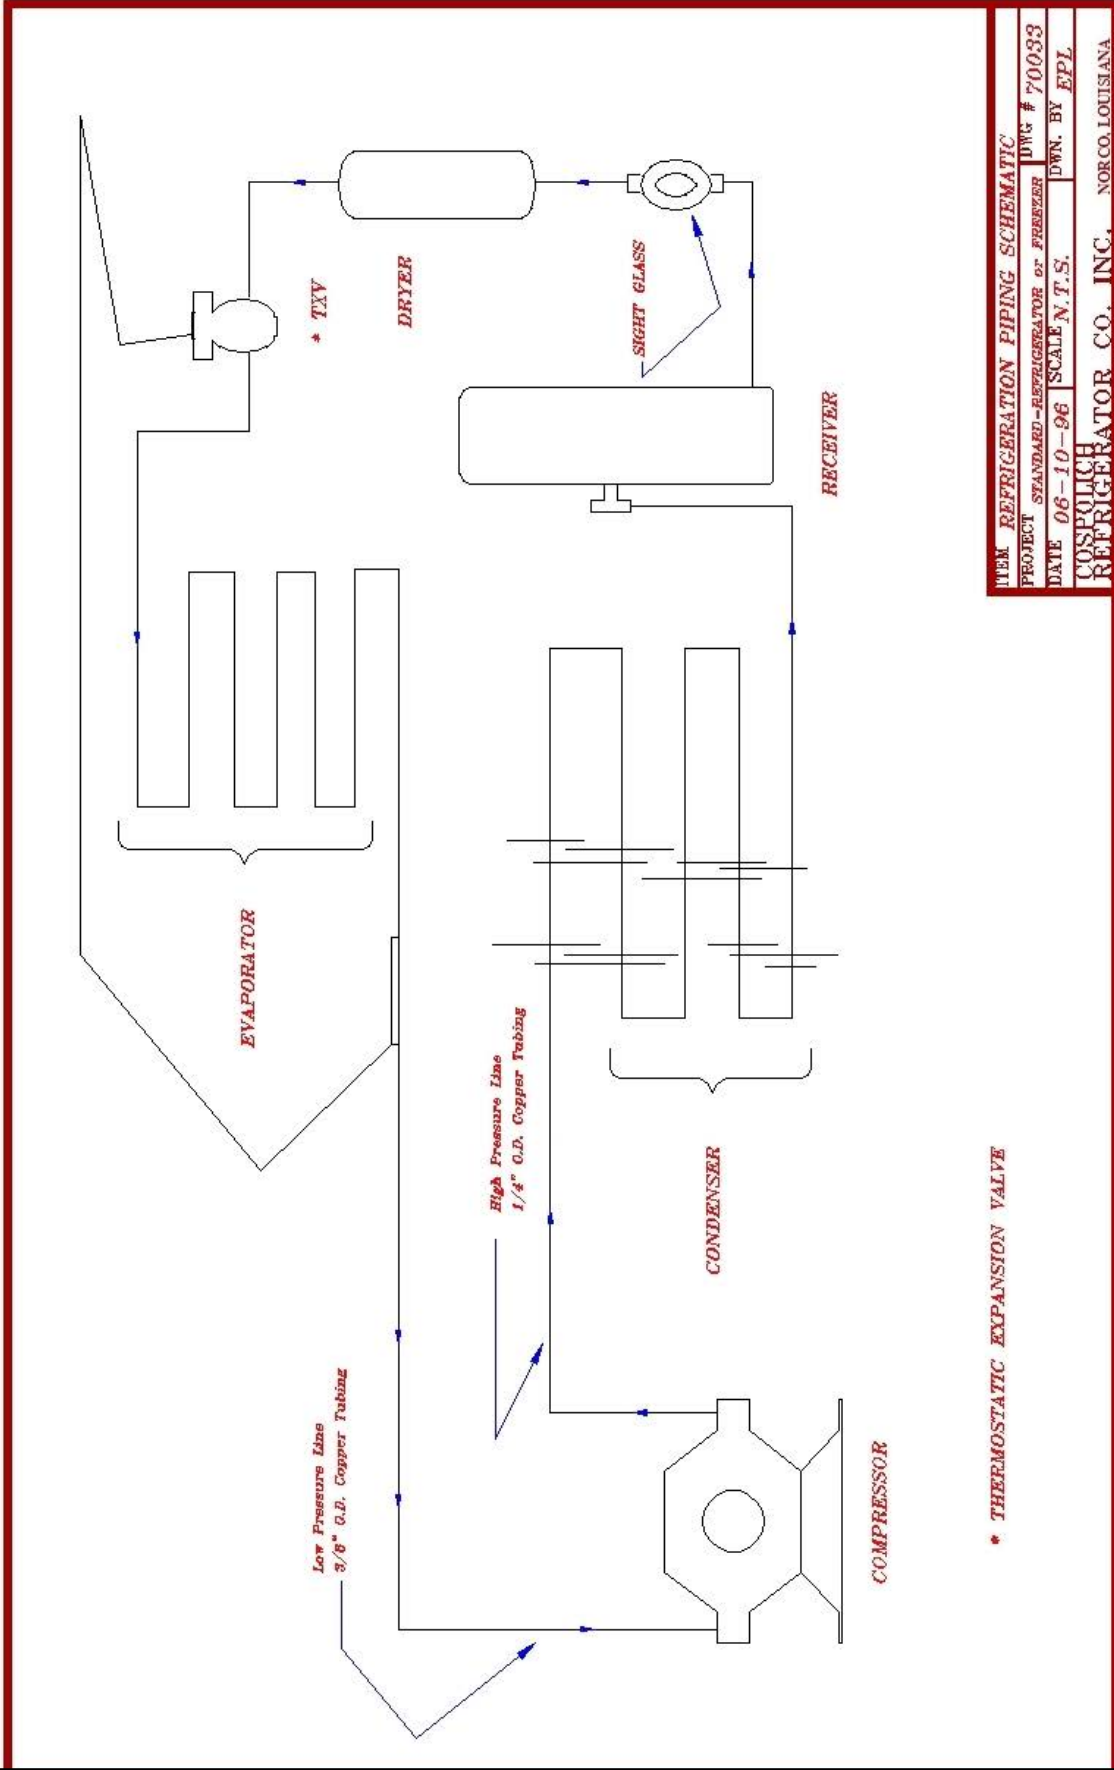 EVAPORATOR
Low Pressure Line
3/8" O.D. Copper Tubing
* TXV
DRYER
High Pressure Line
1/4" O.D. Copper Tubing
SIGHT GLASS
CONDENSER
RECEIVER
COMPRESSOR
* THERMOSTATIC EXPANSION VALVE
ITEM REFRIGERATION PIPING SCHEMATIC
PROJECT STANDARD-REFRIGERATOR or FREEZER DWG # 70033
DATE 06-10-96 SCALE N.T.S. DWN. BY EPL
COSPOLICH
REFRIGERATOR CO. INC. NORCO, LOUISIANA